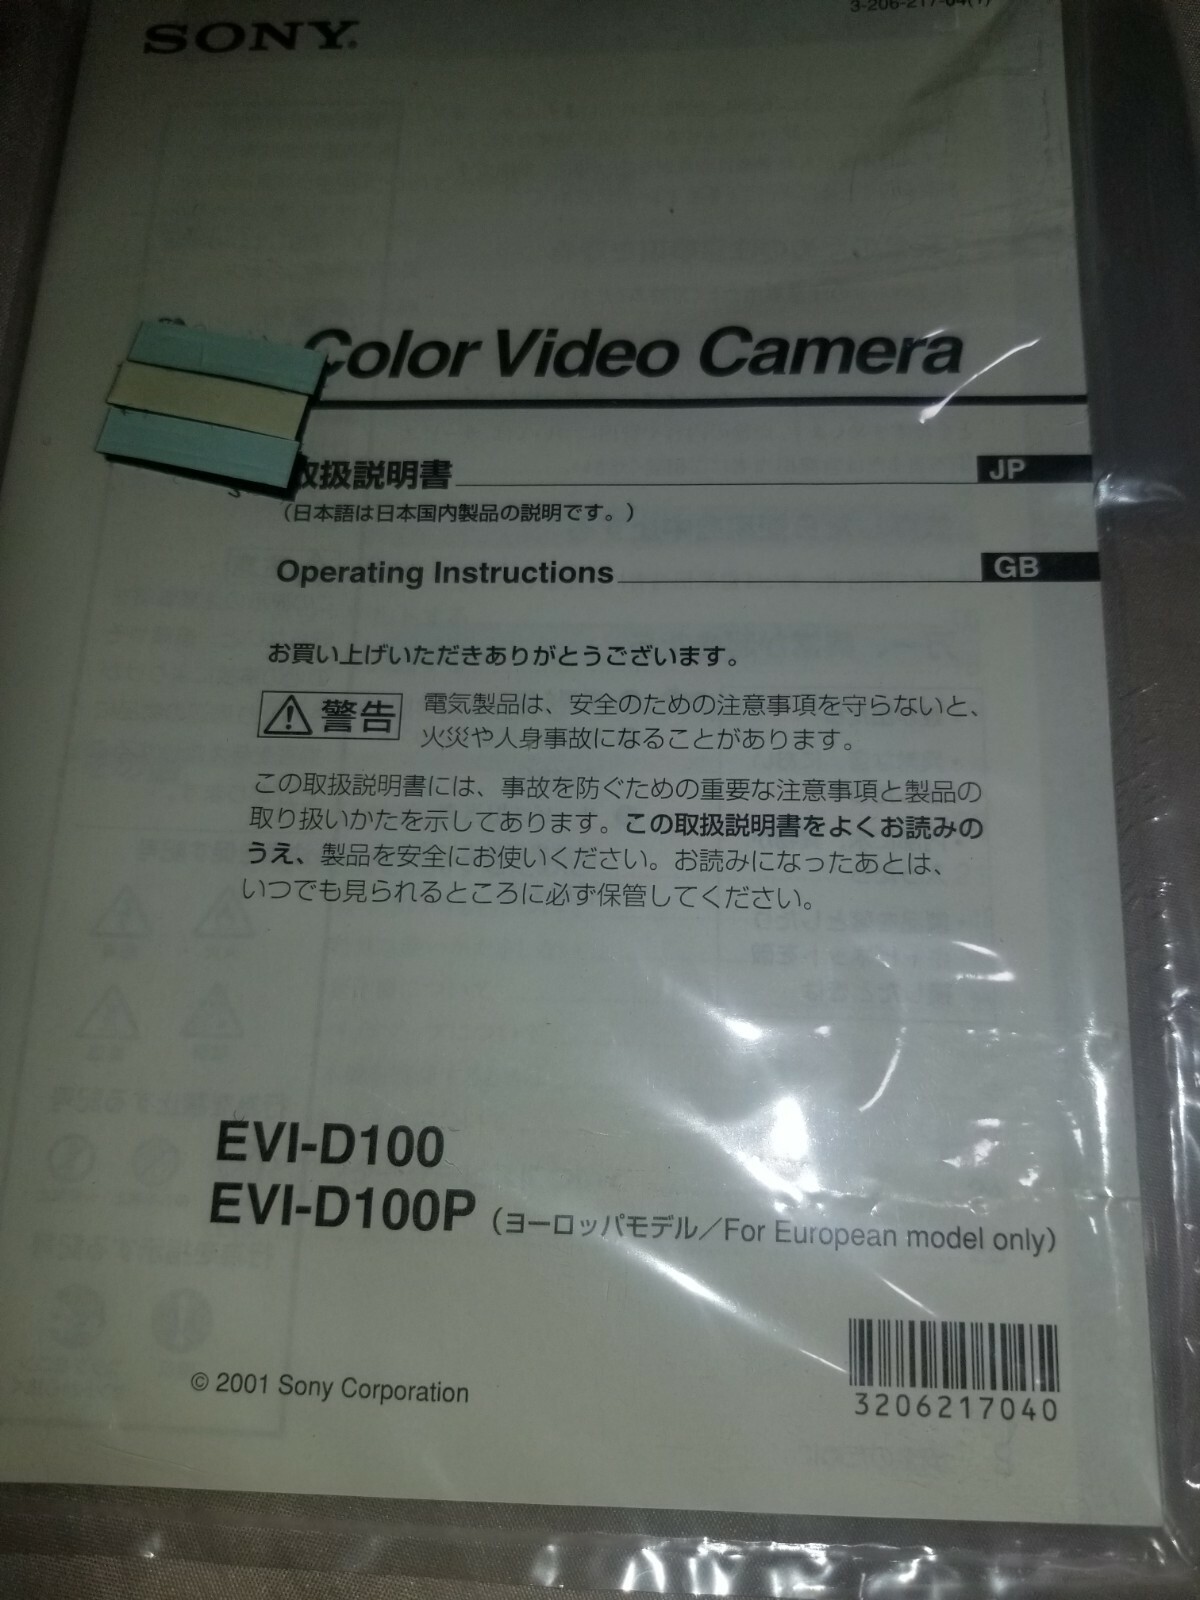 3-206-217-04(1)
SONY®
Color Video Camera
取扱説明書 JP
(日本語は日本国内製品の説明です。)
Operating Instructions GB
お買い上げいただきありがとうございます。
警告 電気製品は、安全のための注意事項を守らないと、
火災や人身事故になることがあります。
この取扱説明書には、事故を防ぐための重要な注意事項と製品の
取り扱いかたを示してあります。この取扱説明書をよくお読みの
うえ、製品を安全にお使いください。お読みになったあとは、
いつでも見られるところに必ず保管してください。
EVI-D100
EVI-D100P (ヨーロッパモデル/For European model only)
© 2001 Sony Corporation
3206217040